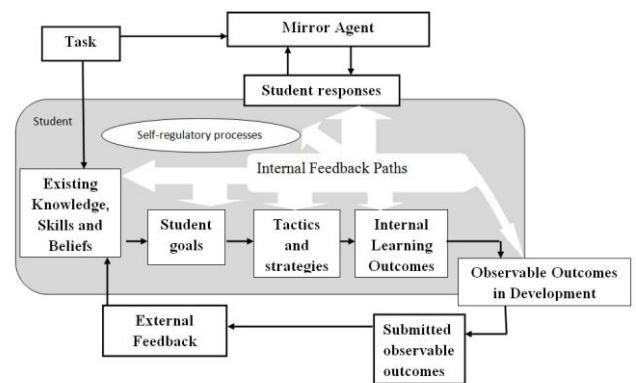 Task
Mirror Agent
Student responses
Student
Self-regulatory processes
Internal Feedback Paths
Existing
Knowledge,
Skills and
Beliefs
Student
goals
Tactics
and
strategies
Internal
Learning
Outcomes
Observable Outcomes
in Development
External
Feedback
Submitted
observable
outcomes